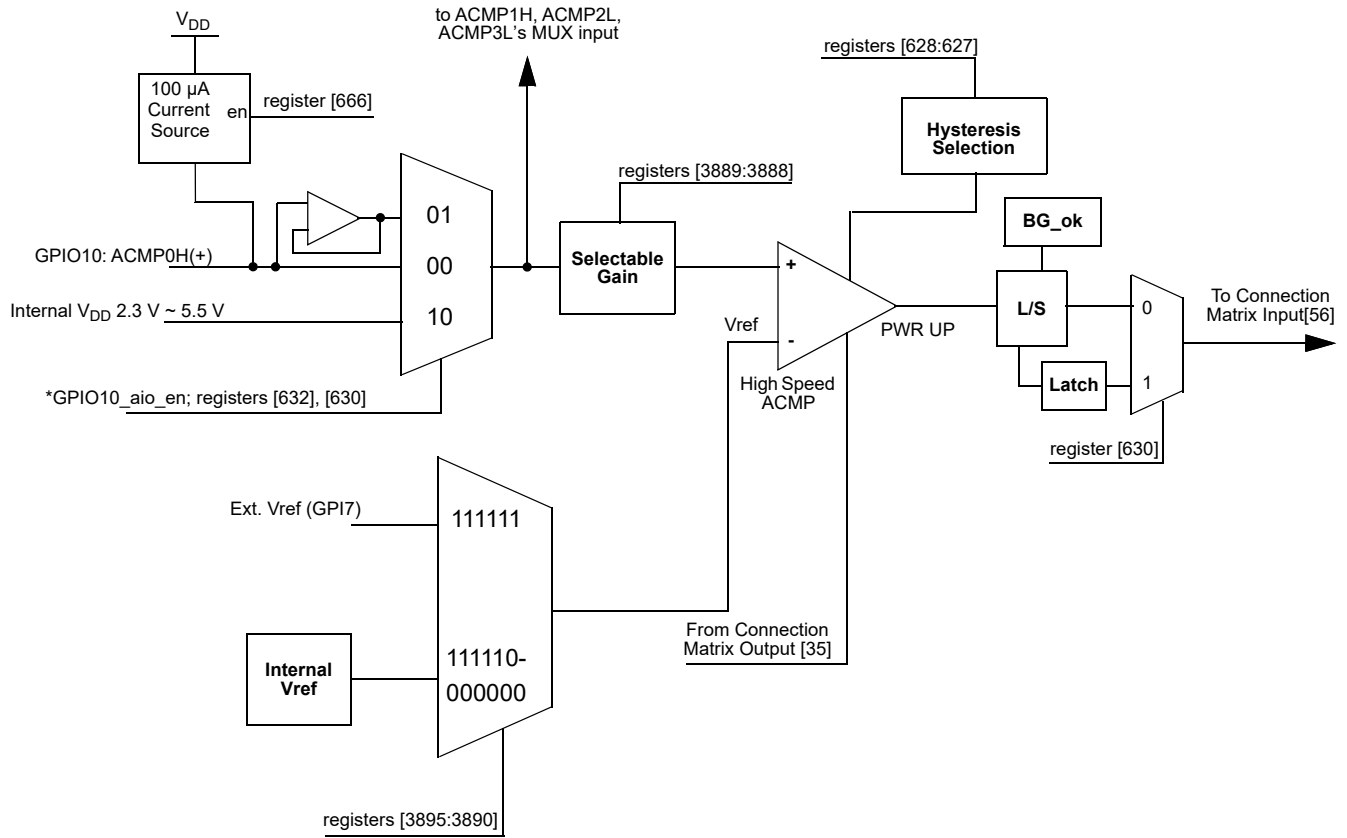 to ACMP1H, ACMP2L,
ACMP3L's MUX input
VDD
100 µA
Current
Source
en
register [666]
registers [628:627]
Hysteresis
Selection
registers [3889:3888]
01
00
10
GPIO10: ACMP0H(+)
Internal VDD 2.3 V ~ 5.5 V
*GPIO10_aio_en; registers [632], [630]
Selectable
Gain
+
-
Vref
High Speed
ACMP
PWR UP
BG_ok
L/S
Latch
0
1
To Connection
Matrix Input[56]
register [630]
Ext. Vref (GPI7)
111111
111110-
000000
Internal
Vref
From Connection
Matrix Output [35]
registers [3895:3890]